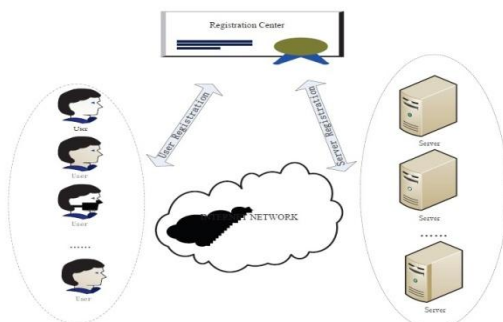 Registration Center
User Registration
Server Registration
User
User
User
......
User
NETWORK
Server
Server
......
Server